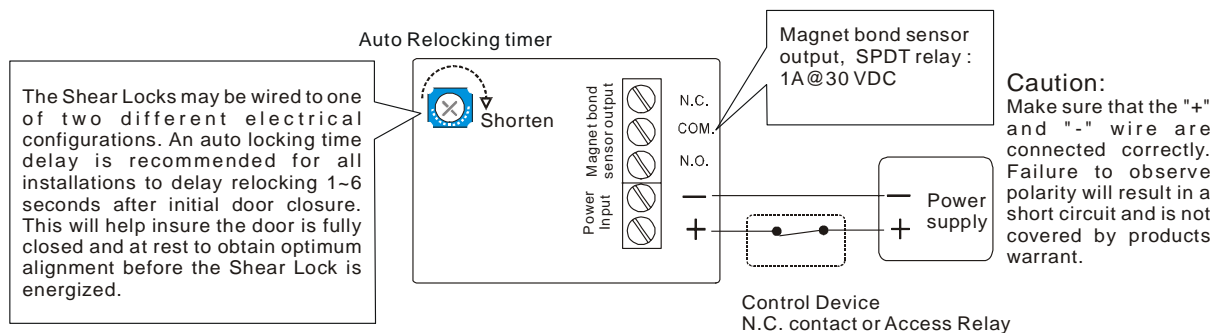 Auto Relocking timer
The Shear Locks may be wired to one
of two different electrical
configurations. An auto locking time
delay is recommended for all
installations to delay relocking 1~6
seconds after initial door closure.
This will help insure the door is fully
closed and at rest to obtain optimum
alignment before the Shear Lock is
energized.
Shorten
Magnet bond
sensor output
Power
Input
N.C.
COM.
N.O.
−
+
Magnet bond sensor
output, SPDT relay :
1A@30 VDC
−
+
Power
supply
Control Device
N.C. contact or Access Relay
Caution:
Make sure that the "+"
and "-" wire are
connected correctly.
Failure to observe
polarity will result in a
short circuit and is not
covered by products
warrant.